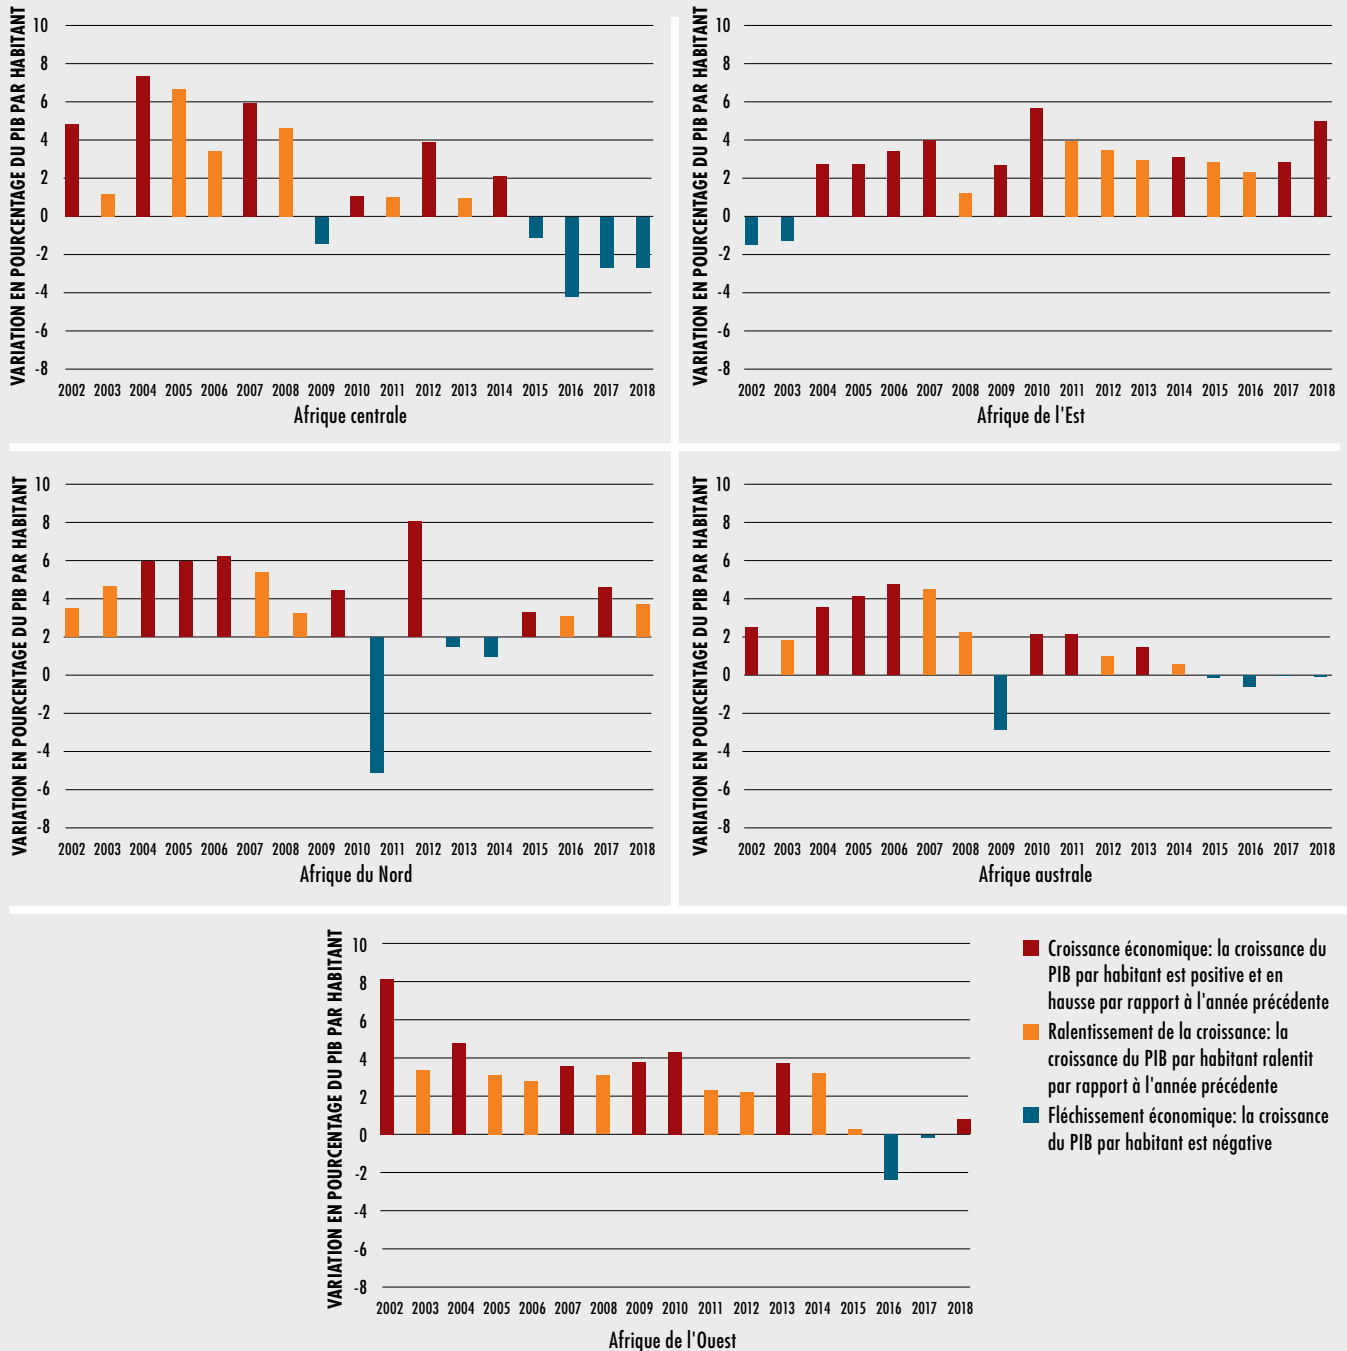 VARIATION EN POURCENTAGE DU PIB PAR HABITANT
10
8
6
4
2
0
-2
-4
-6
-8
2002 2003 2004 2005 2006 2007 2008 2009 2010 2011 2012 2013 2014 2015 2016 2017 2018
Afrique centrale
VARIATION EN POURCENTAGE DU PIB PAR HABITANT
10
8
6
4
2
0
-2
-4
-6
-8
2002 2003 2004 2005 2006 2007 2008 2009 2010 2011 2012 2013 2014 2015 2016 2017 2018
Afrique de l'Est
VARIATION EN POURCENTAGE DU PIB PAR HABITANT
10
8
6
4
2
0
-2
-4
-6
-8
2002 2003 2004 2005 2006 2007 2008 2009 2010 2011 2012 2013 2014 2015 2016 2017 2018
Afrique du Nord
VARIATION EN POURCENTAGE DU PIB PAR HABITANT
10
8
6
4
2
0
-2
-4
-6
-8
2002 2003 2004 2005 2006 2007 2008 2009 2010 2011 2012 2013 2014 2015 2016 2017 2018
Afrique australe
VARIATION EN POURCENTAGE DU PIB PAR HABITANT
10
8
6
4
2
0
-2
-4
-6
-8
2002 2003 2004 2005 2006 2007 2008 2009 2010 2011 2012 2013 2014 2015 2016 2017 2018
Afrique de l'Ouest
Croissance économique: la croissance du
PIB par habitant est positive et en
hausse par rapport à l'année précédente
Ralentissement de la croissance: la
croissance du PIB par habitant ralentit
par rapport à l'année précédente
Fléchissement économique: la croissance
du PIB par habitant est négative